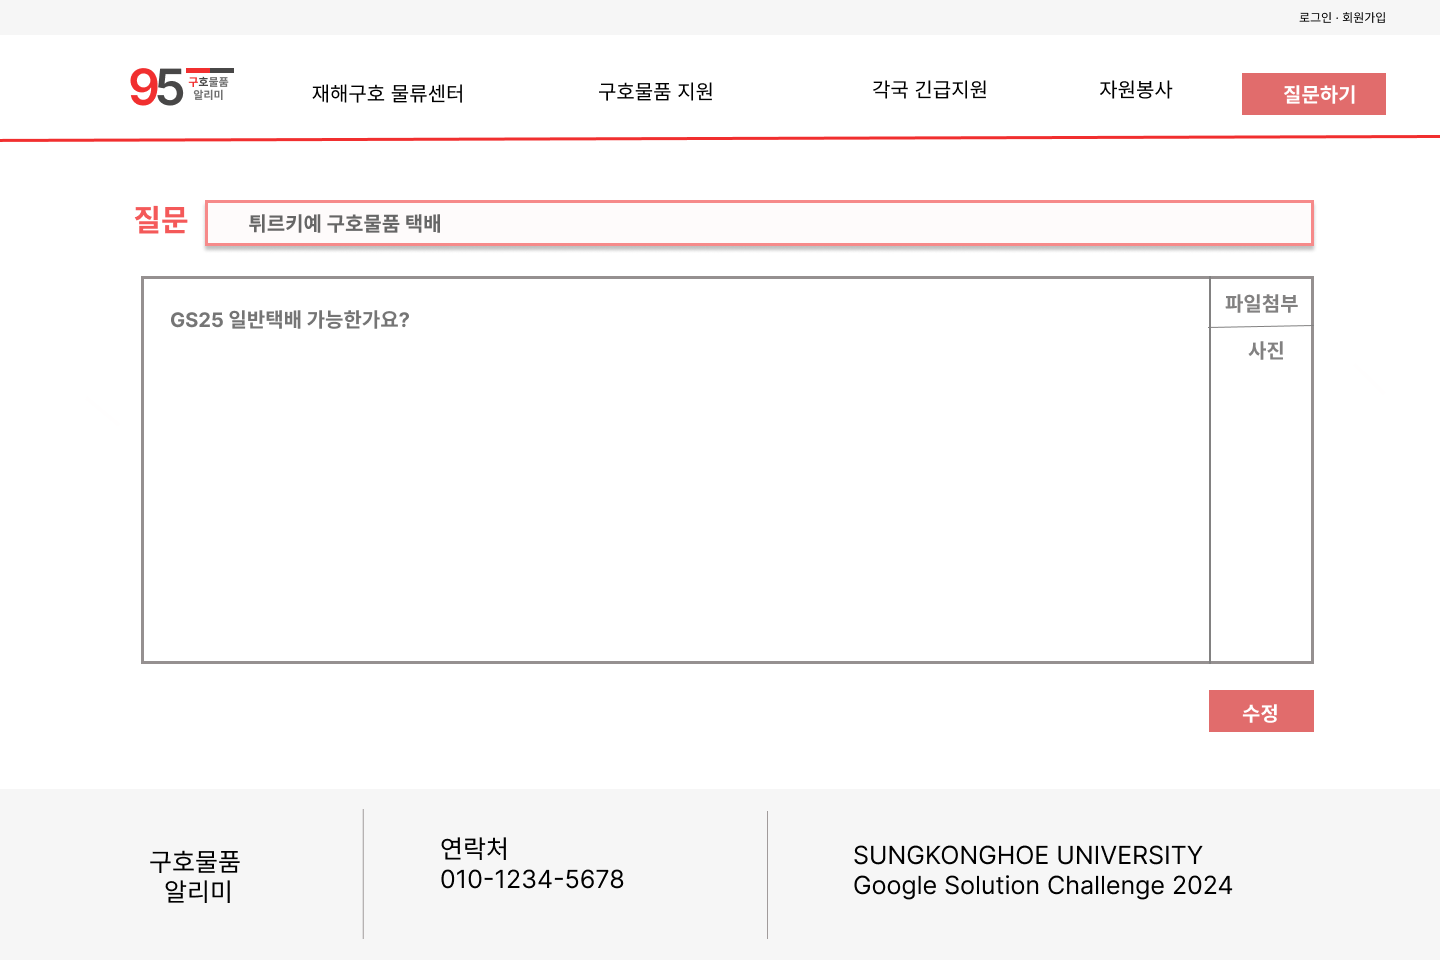 로그인 · 회원가입
95 구호물품
알리미
재해구호 물류센터
구호물품 지원
각국 긴급지원
자원봉사
질문하기
질문
튀르키예 구호물품 택배
GS25 일반택배 가능한가요?
파일첨부
사진
수정
구호물품
알리미
연락처
010-1234-5678
SUNGKONGHOE UNIVERSITY
Google Solution Challenge 2024